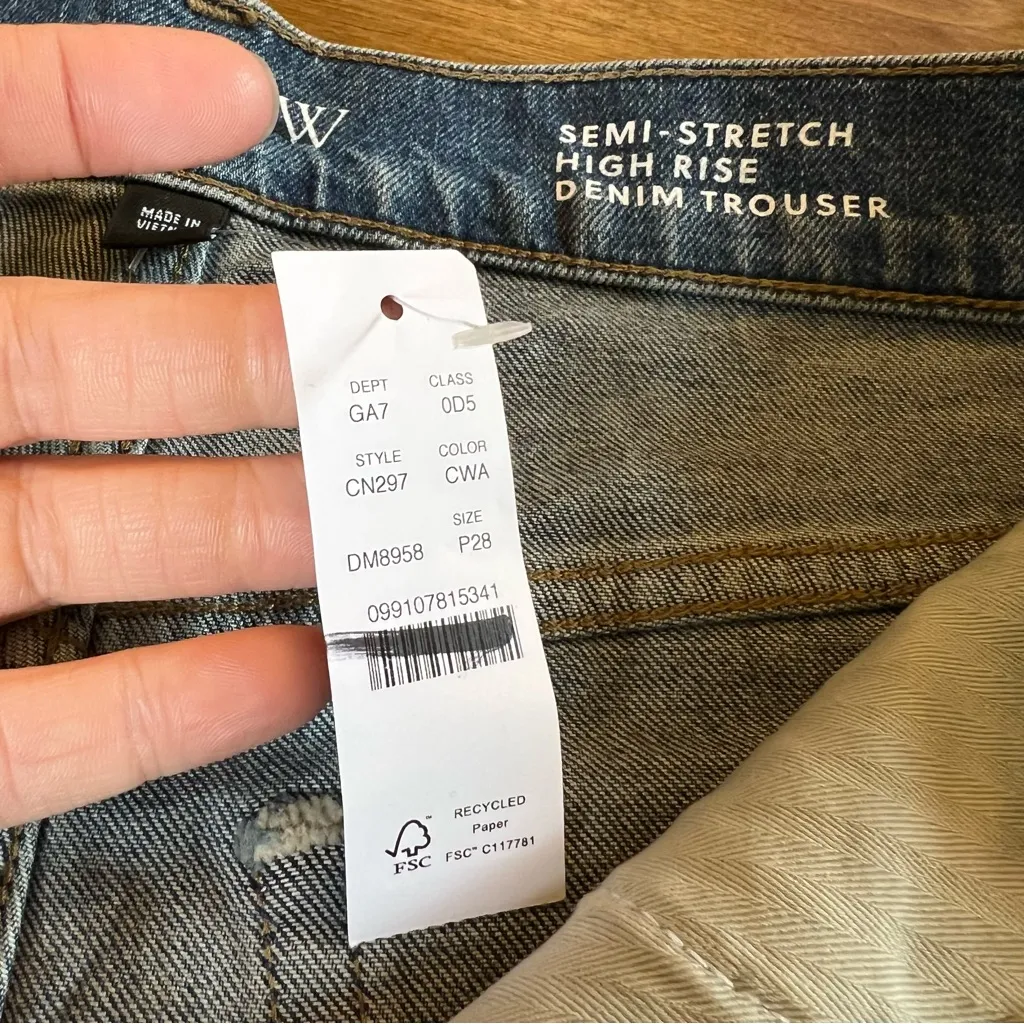 W
SEMI-STRETCH
HIGH RISE
DENIM TROUSER
MADE IN
DEPT CLASS
GA7 0D5
STYLE COLOR
CN297 CWA
SIZE
DM8958 P28
099107815341
FSC
RECYCLED
Paper
FSC™ C117781